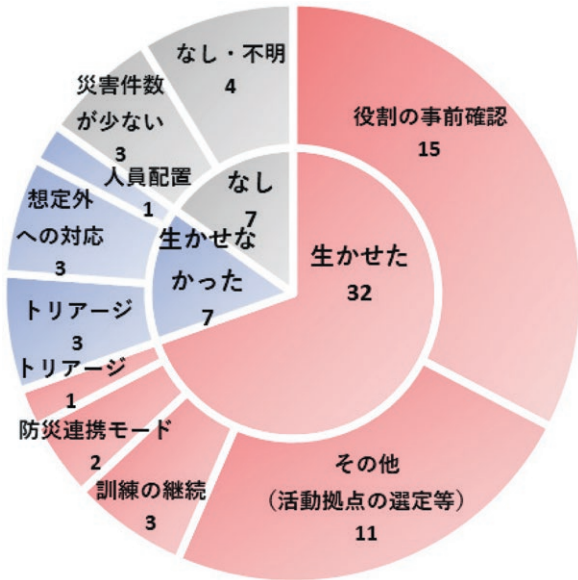 なし・不明
4
災害件数
が少ない
3
人員配置
1
想定外
への対応
3
トリアージ
3
トリアージ
1
防災連携モード
2
訓練の継続
3
その他
（活動拠点の選定等）
11
役割の事前確認
15
なし
7
生かせな
かった
7
生かせた
32